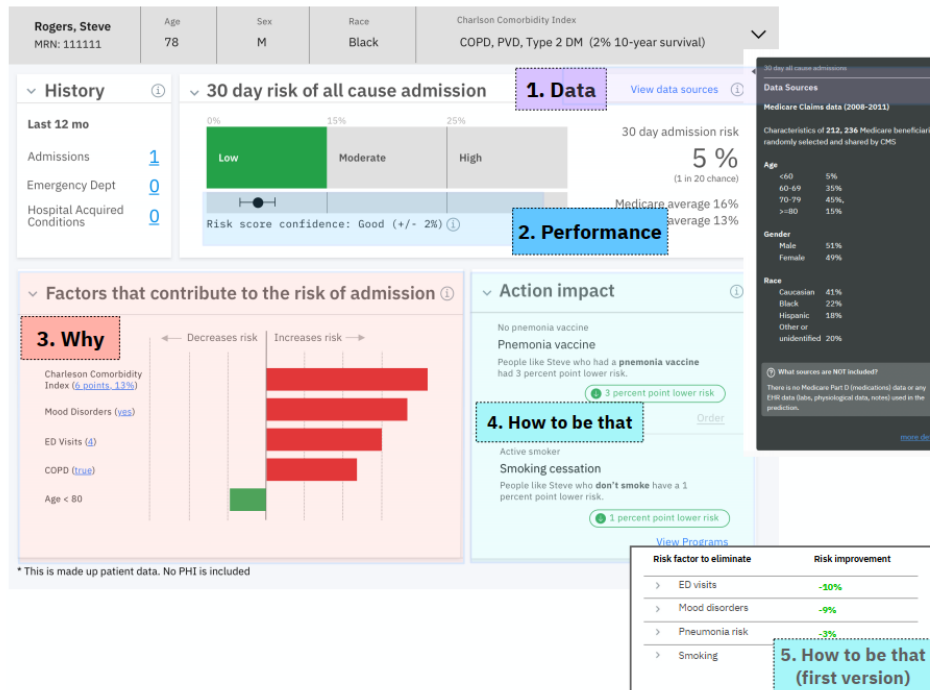 Rogers, Steve
MRN: 111111
Age
78
Sex
M
Race
Black
Charlson Comorbidity Index
COPD, PVD, Type 2 DM (2% 10-year survival)
History
Last 12 mo
Admissions 1
Emergency Dept 0
Hospital Acquired
Conditions 0
30 day risk of all cause admission
1. Data
View data sources
0% 15% 25%
Low Moderate High
Risk score confidence: Good (+/- 2%)
30 day admission risk
5 %
(1 in 20 chance)
Medicare average 16%
average 13%
2. Performance
30 day all cause admissions
Data Sources
Medicare Claims data (2008-2011)
Characteristics of 212, 236 Medicare
randomly selected and shared by CMS
Age
<60 5%
60-69 35%
70-79 45%,
>=80 15%
Gender
Male 51%
Female 49%
Race
Caucasian 41%
Black 22%
Hispanic 18%
Other or
unidentified 20%
What sources are NOT included?
There is no Medicare Part D (medications) data or any
EHR data (labs, physiological data, notes) used in the
prediction.
more
Factors that contribute to the risk of admission
3. Why
Decreases risk Increases risk
Charleson Comorbidity
Index (6 points, 13%)
Mood Disorders (yes)
ED Visits (4)
COPD (true)
Age < 80
Action impact
No pnemonia vaccine
Pnemonia vaccine
People like Steve who had a pnemonia vaccine
had 3 percent point lower risk.
3 percent point lower risk
Order
4. How to be that
Active smoker
Smoking cessation
People like Steve who don't smoke have a 1
percent point lower risk.
1 percent point lower risk
View Programs
* This is made up patient data. No PHI is included
Risk factor to eliminate Risk improvement
ED visits -10%
Mood disorders -9%
Pneumonia risk -3%
Smoking
5. How to be that
(first version)